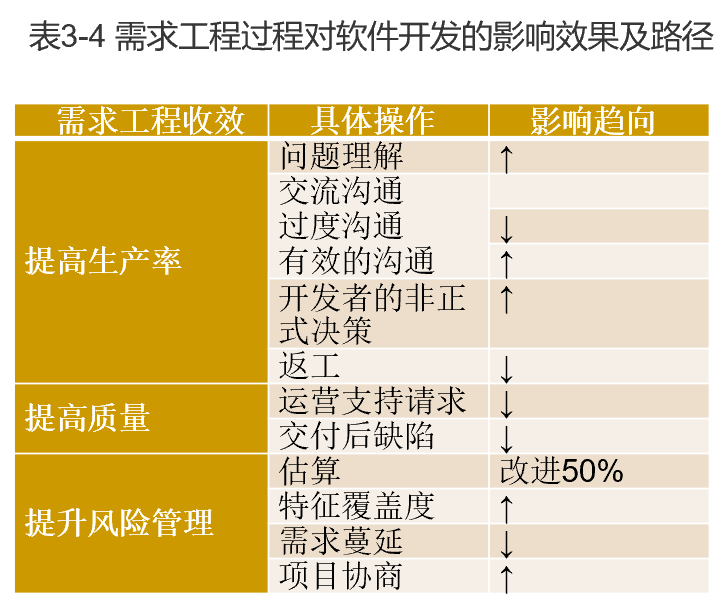 表3-4 需求工程过程对软件开发的影响效果及路径
需求工程收效 具体操作 影响趋向
提高生产率
问题理解 ↑
交流沟通
过度沟通 ↓
有效的沟通 ↑
开发者的非正 ↑
式决策
返工 ↓
提高质量
运营支持请求 ↓
交付后缺陷 ↓
提升风险管理
估算 改进50%
特征覆盖度 ↑
需求蔓延 ↓
项目协商 ↑